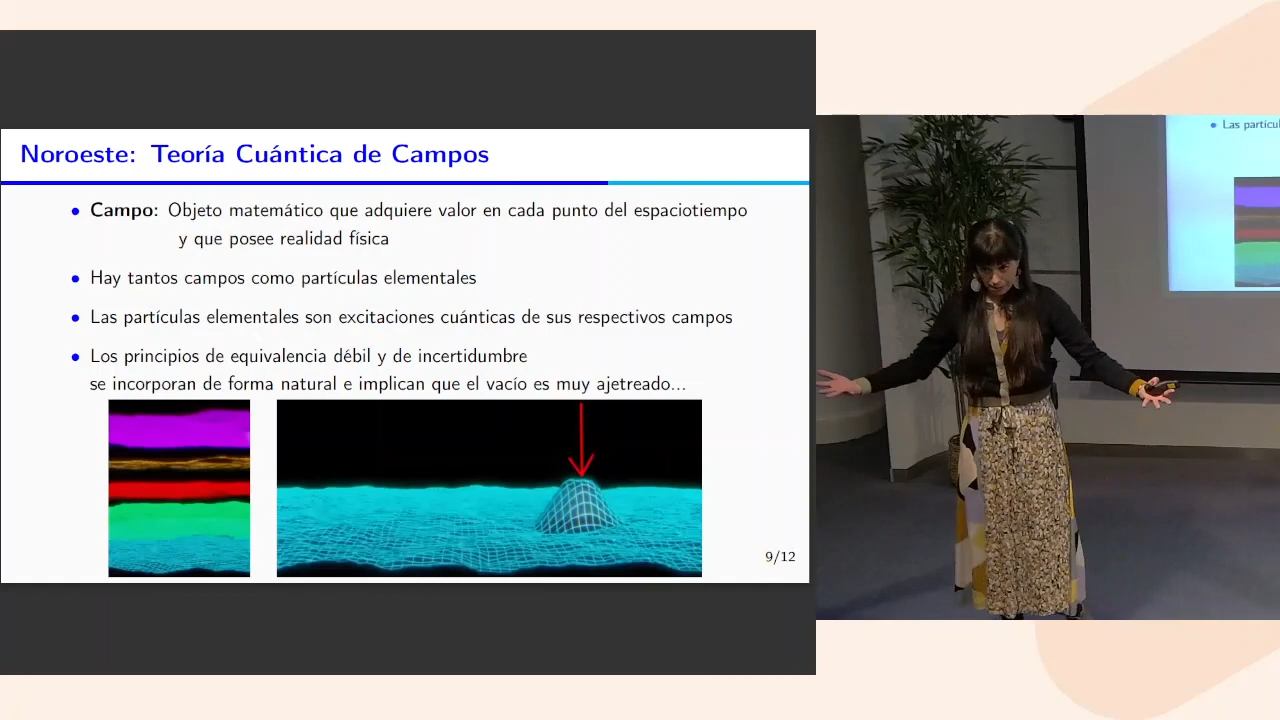 Noroeste: Teoría Cuántica de Campos
• Campo: Objeto matemático que adquiere valor en cada punto del espaciotiempo
y que posee realidad física
• Hay tantos campos como partículas elementales
• Las partículas elementales son excitaciones cuánticas de sus respectivos campos
• Los principios de equivalencia débil y de incertidumbre
se incorporan de forma natural e implican que el vacío es muy ajetreado...
9/12
• Las partícul